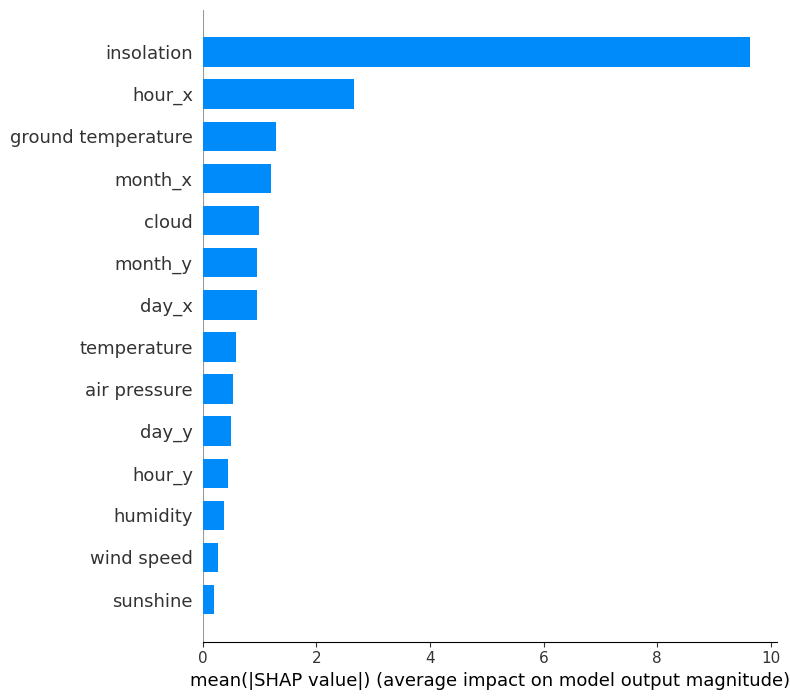 insolation
hour_x
ground temperature
month_x
cloud
month_y
day_x
temperature
air pressure
day_y
hour_y
humidity
wind speed
sunshine
0 2 4 6 8 10
mean(|SHAP value|) (average impact on model output magnitude)